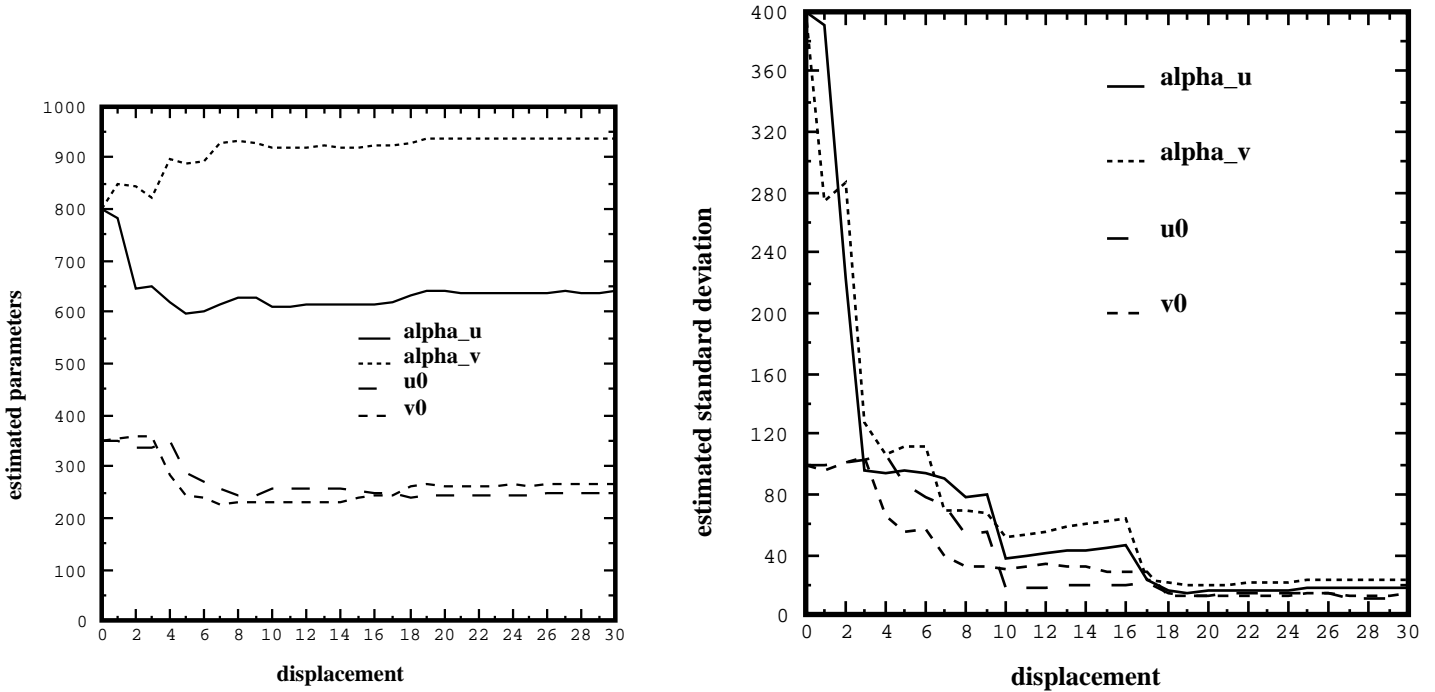 1000
900
800
700
600
500
400
300
200
100
0
0 2 4 6 8 10 12 14 16 18 20 22 24 26 28 30
estimated parameters
displacement
alpha_u
alpha_v
u0
v0
400
360
320
280
240
200
160
120
80
40
0
0 2 4 6 8 10 12 14 16 18 20 22 24 26 28 30
estimated standard deviation
displacement
alpha_u
alpha_v
u0
v0